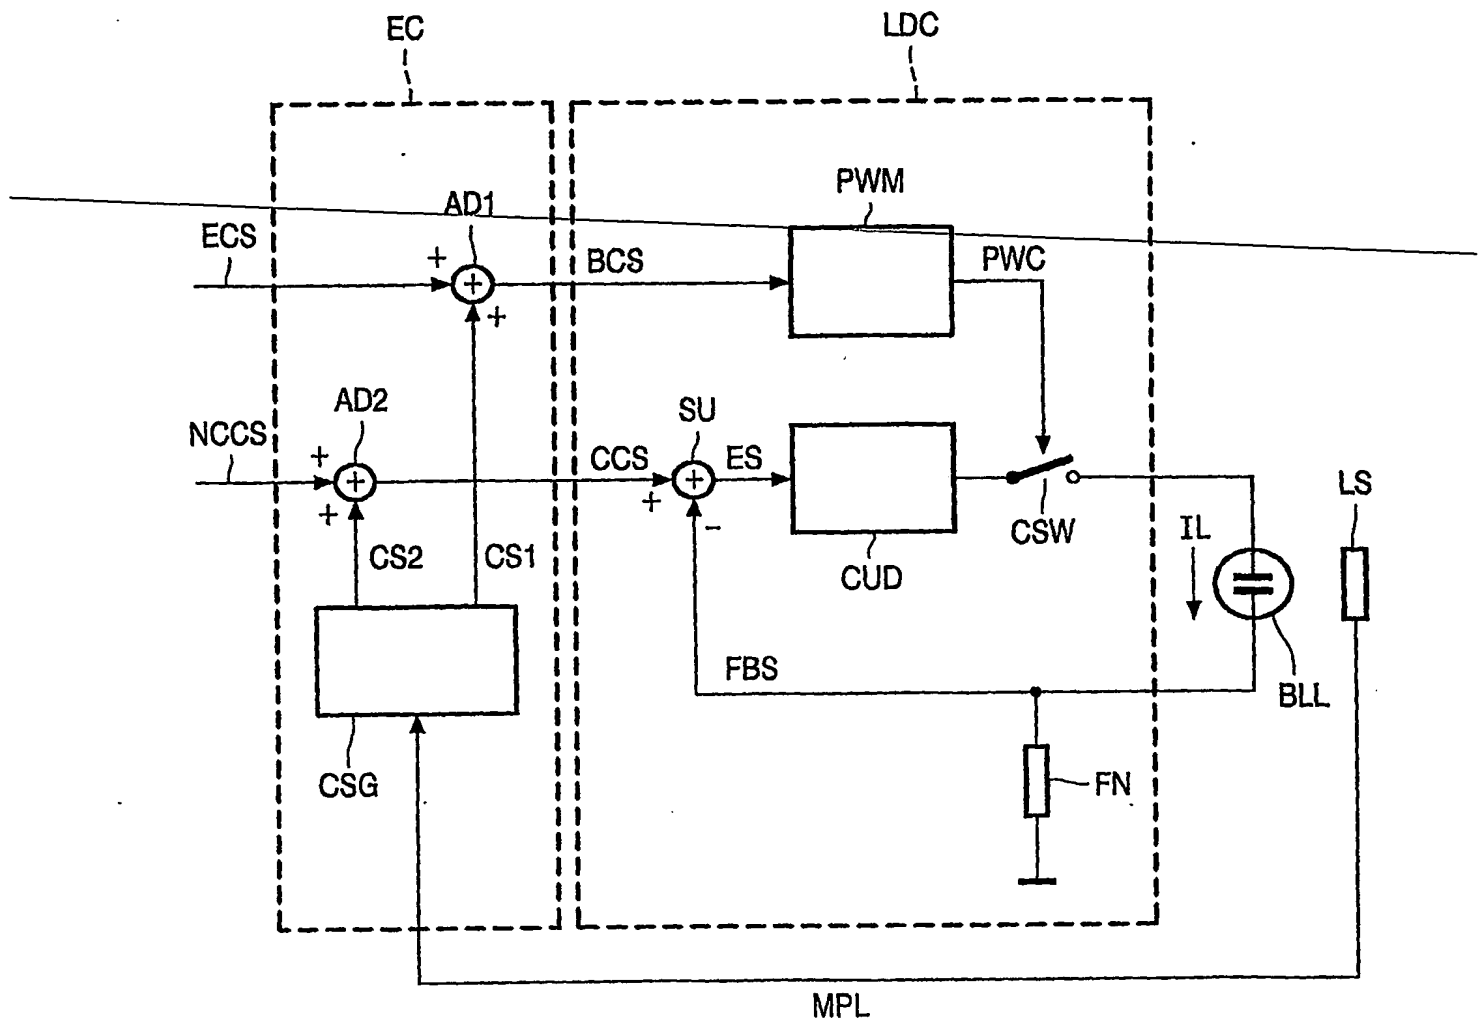 EC
LDC
PWM
AD1
ECS
+
BCS
PWC
+
+
AD2
SU
NCCS
+
CCS
ES
LS
+
+
+
+
-
CSW
IL
CS2
CS1
CUD
FBS
BLL
CSG
FN
MPL